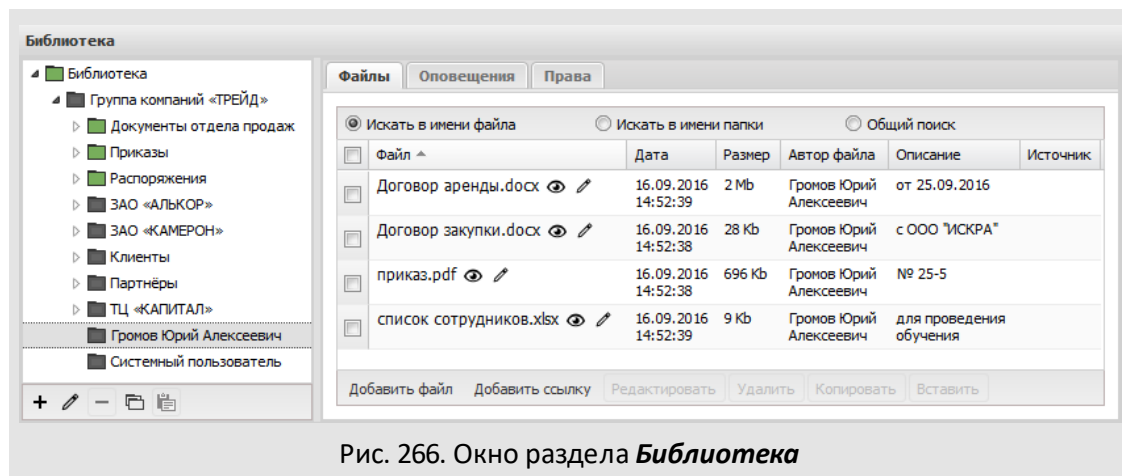 Библиотека
Библиотека
Группа компаний «ТРЕЙД»
Документы отдела продаж
Приказы
Распоряжения
ЗАО «АЛЬКОР»
ЗАО «КАМЕРОН»
Клиенты
Партнёры
ТЦ «КАПИТАЛ»
Громов Юрий Алексеевич
Системный пользователь
Файлы Оповещения Права
Искать в имени файла Искать в имени папки Общий поиск
Файл Дата Размер Автор файла Описание Источник
Договор аренды.docx 16.09.2016 2 Mb Громов Юрий от 25.09.2016
14:52:39 Алексеевич
Договор закупки.docx 16.09.2016 28 Kb Громов Юрий с ООО "ИСКРА"
14:52:38 Алексеевич
приказ.pdf 16.09.2016 696 Kb Громов Юрий № 25-5
14:52:38 Алексеевич
список сотрудников.xlsx 16.09.2016 9 Kb Громов Юрий для проведения
14:52:39 Алексеевич обучения
Добавить файл Добавить ссылку Редактировать Удалить Копировать Вставить
Рис. 266. Окно раздела Библиотека